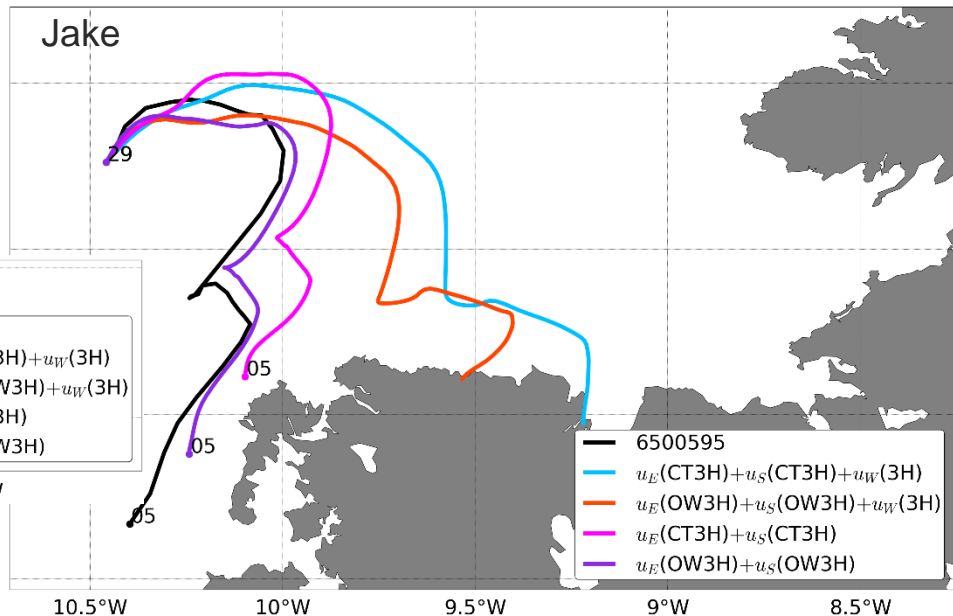 Jake
29
05
05
05
3H)+u_W(3H)
W3H)+u_W(3H)
3H)
W3H)
6500595
u_E(CT3H)+u_S(CT3H)+u_W(3H)
u_E(OW3H)+u_S(OW3H)+u_W(3H)
u_E(CT3H)+u_S(CT3H)
u_E(OW3H)+u_S(OW3H)
10.5°W 10°W 9.5°W 9°W 8.5°W